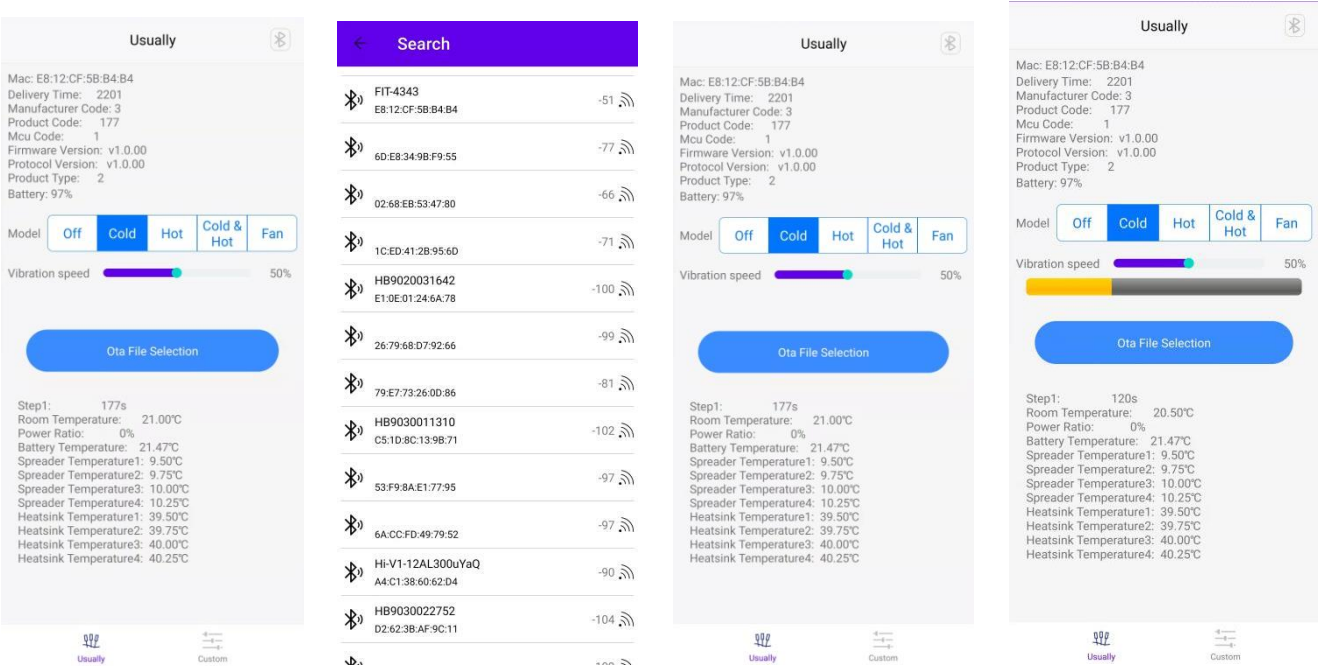 Usually
Mac: E8:12:CF:5B:B4:B4
Delivery Time: 2201
Manufacturer Code: 3
Product Code: 177
Mcu Code: 1
Firmware Version: v1.0.00
Protocol Version: v1.0.00
Product Type: 2
Battery: 97%
Model Off Cold Hot Cold & Hot Fan
Vibration speed 50%
Ota File Selection
Step1: 177s
Room Temperature: 21.00℃
Power Ratio: 0%
Battery Temperature: 21.47℃
Spreader Temperature1: 9.50℃
Spreader Temperature2: 9.75℃
Spreader Temperature3: 10.00℃
Spreader Temperature4: 10.25℃
Heatsink Temperature1: 39.50℃
Heatsink Temperature2: 39.75℃
Heatsink Temperature3: 40.00℃
Heatsink Temperature4: 40.25℃
Usually Custom
Search
FIT-4343
E8:12:CF:5B:B4:B4 -51
6D:E8:34:9B:F9:55 -77
02:68:EB:53:47:80 -66
1C:ED:41:2B:95:6D -71
HB9020031642
E1:0E:01:24:6A:78 -100
26:79:68:D7:92:66 -99
79:E7:73:26:0D:86 -81
HB9030011310
C5:1D:8C:13:9B:71 -102
53:F9:8A:E1:77:95 -97
6A:CC:FD:49:79:52 -97
Hi-V1-12AL300uYaQ
A4:C1:38:60:62:D4 -90
HB9030022752
D2:62:3B:AF:9C:11 -104
Usually
Mac: E8:12:CF:5B:B4:B4
Delivery Time: 2201
Manufacturer Code: 3
Product Code: 177
Mcu Code: 1
Firmware Version: v1.0.00
Protocol Version: v1.0.00
Product Type: 2
Battery: 97%
Model Off Cold Hot Cold & Hot Fan
Vibration speed 50%
Ota File Selection
Step1: 177s
Room Temperature: 21.00℃
Power Ratio: 0%
Battery Temperature: 21.47℃
Spreader Temperature1: 9.50℃
Spreader Temperature2: 9.75℃
Spreader Temperature3: 10.00℃
Spreader Temperature4: 10.25℃
Heatsink Temperature1: 39.50℃
Heatsink Temperature2: 39.75℃
Heatsink Temperature3: 40.00℃
Heatsink Temperature4: 40.25℃
Usually Custom
Usually
Mac: E8:12:CF:5B:B4:B4
Delivery Time: 2201
Manufacturer Code: 3
Product Code: 177
Mcu Code: 1
Firmware Version: v1.0.00
Protocol Version: v1.0.00
Product Type: 2
Battery: 97%
Model Off Cold Hot Cold & Hot Fan
Vibration speed 50%
Ota File Selection
Step1: 120s
Room Temperature: 20.50℃
Power Ratio: 0%
Battery Temperature: 21.47℃
Spreader Temperature1: 9.50℃
Spreader Temperature2: 9.75℃
Spreader Temperature3: 10.00℃
Spreader Temperature4: 10.25℃
Heatsink Temperature1: 39.50℃
Heatsink Temperature2: 39.75℃
Heatsink Temperature3: 40.00℃
Heatsink Temperature4: 40.25℃
Usually Custom